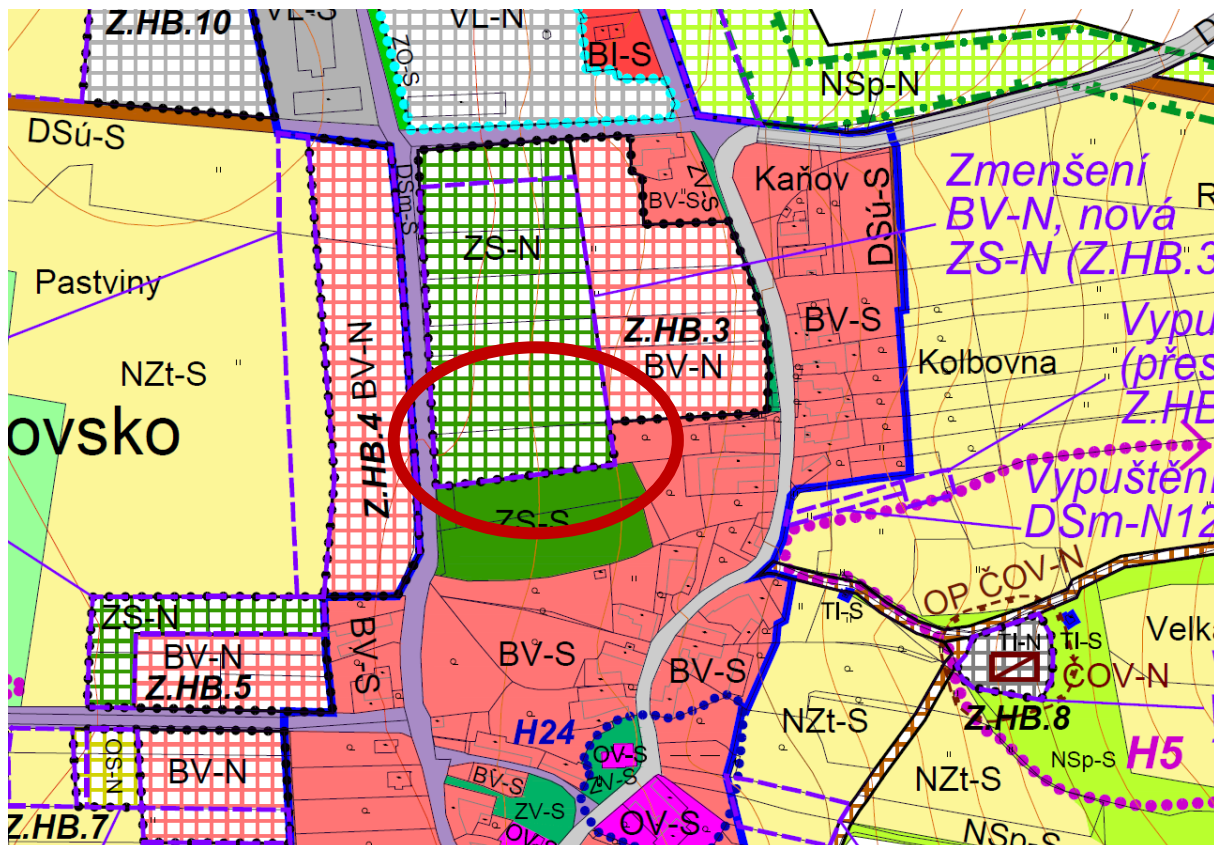 Z.HB.10
VL-S
VL-N
ZO-S
BI-S
NSp-N
DSú-S
DSm-S
ZS-N
BV-S
ZV-S
Kaňov
DSú-S
Zmenšení
BV-N, nová
ZS-N (Z.HB.3
Pastviny
Z.HB.3
BV-N
BV-S
Kolbovna
Vypu
(přes
Z.HB
NZt-S
ovsko
BV-N
Z.HB.4
ZS-S
Vypuštění
DSm-N12
OP ČOV-N
TI-S
TI-N
TI-S
Velka
ČOV-N
Z.HB.8
ZS-N
BV-N
Z.HB.5
BV-S
BV-S
BV-S
NZt-S
H24
OV-S
ZV-S
NSp-S
H5
OS-N
BV-N
BV-S
ZV-S
OV-S
NZt-S
Z.HB.7
OV
NSp-S